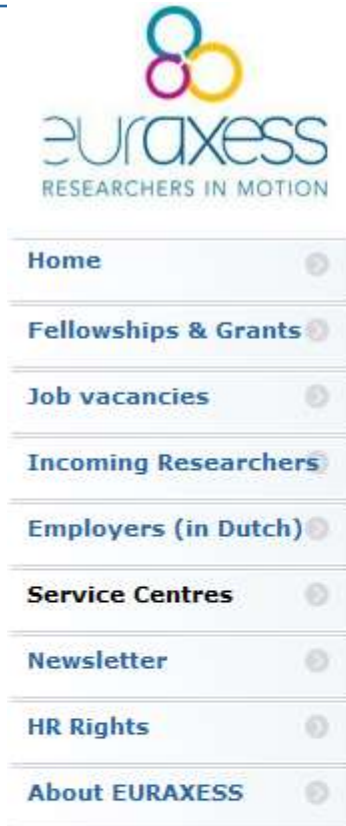 euraxess
RESEARCHERS IN MOTION
Home
Fellowships & Grants
Job vacancies
Incoming Researchers
Employers (in Dutch)
Service Centres
Newsletter
HR Rights
About EURAXESS